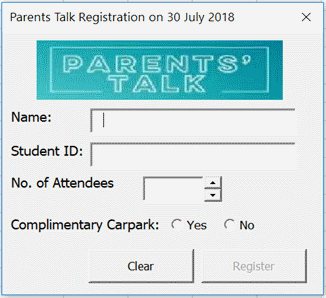 Parents Talk Registration on 30 July 2018
PARENTS'
TALK
Name:
Student ID:
No. of Attendees
Complimentary Carpark: Yes No
Clear Register